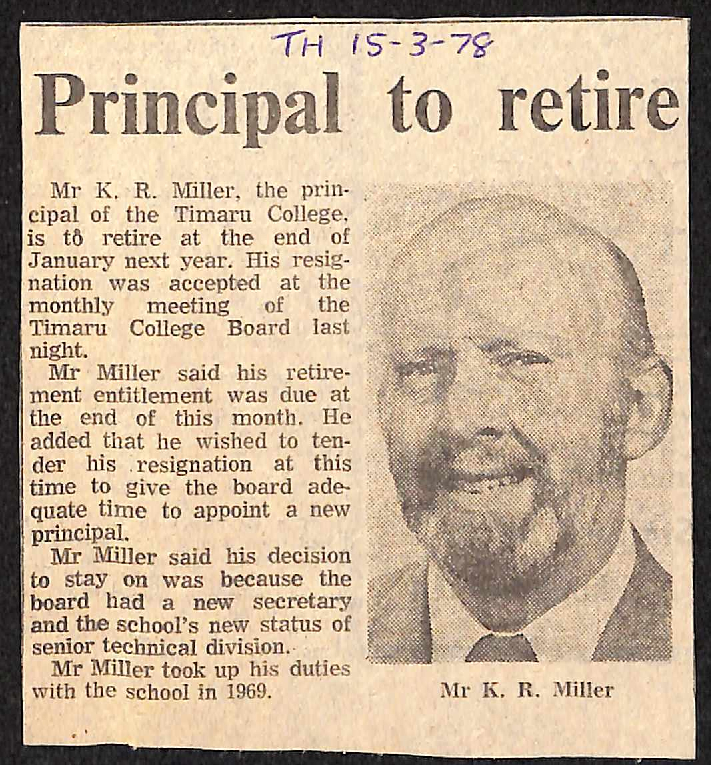 TH 15-3-78
Principal to retire
Mr K. R. Miller, the prin-
cipal of the Timaru College,
is to retire at the end of
January next year. His resig-
nation was accepted at the
monthly meeting of the
Timaru College Board last
night.
Mr Miller said his retire-
ment entitlement was due at
the end of this month. He
added that he wished to ten-
der his resignation at this
time to give the board ade-
quate time to appoint a new
principal.
Mr Miller said his decision
to stay on was because the
board had a new secretary
and the school's new status of
senior technical division.
Mr Miller took up his duties
with the school in 1969.
Mr K. R. Miller